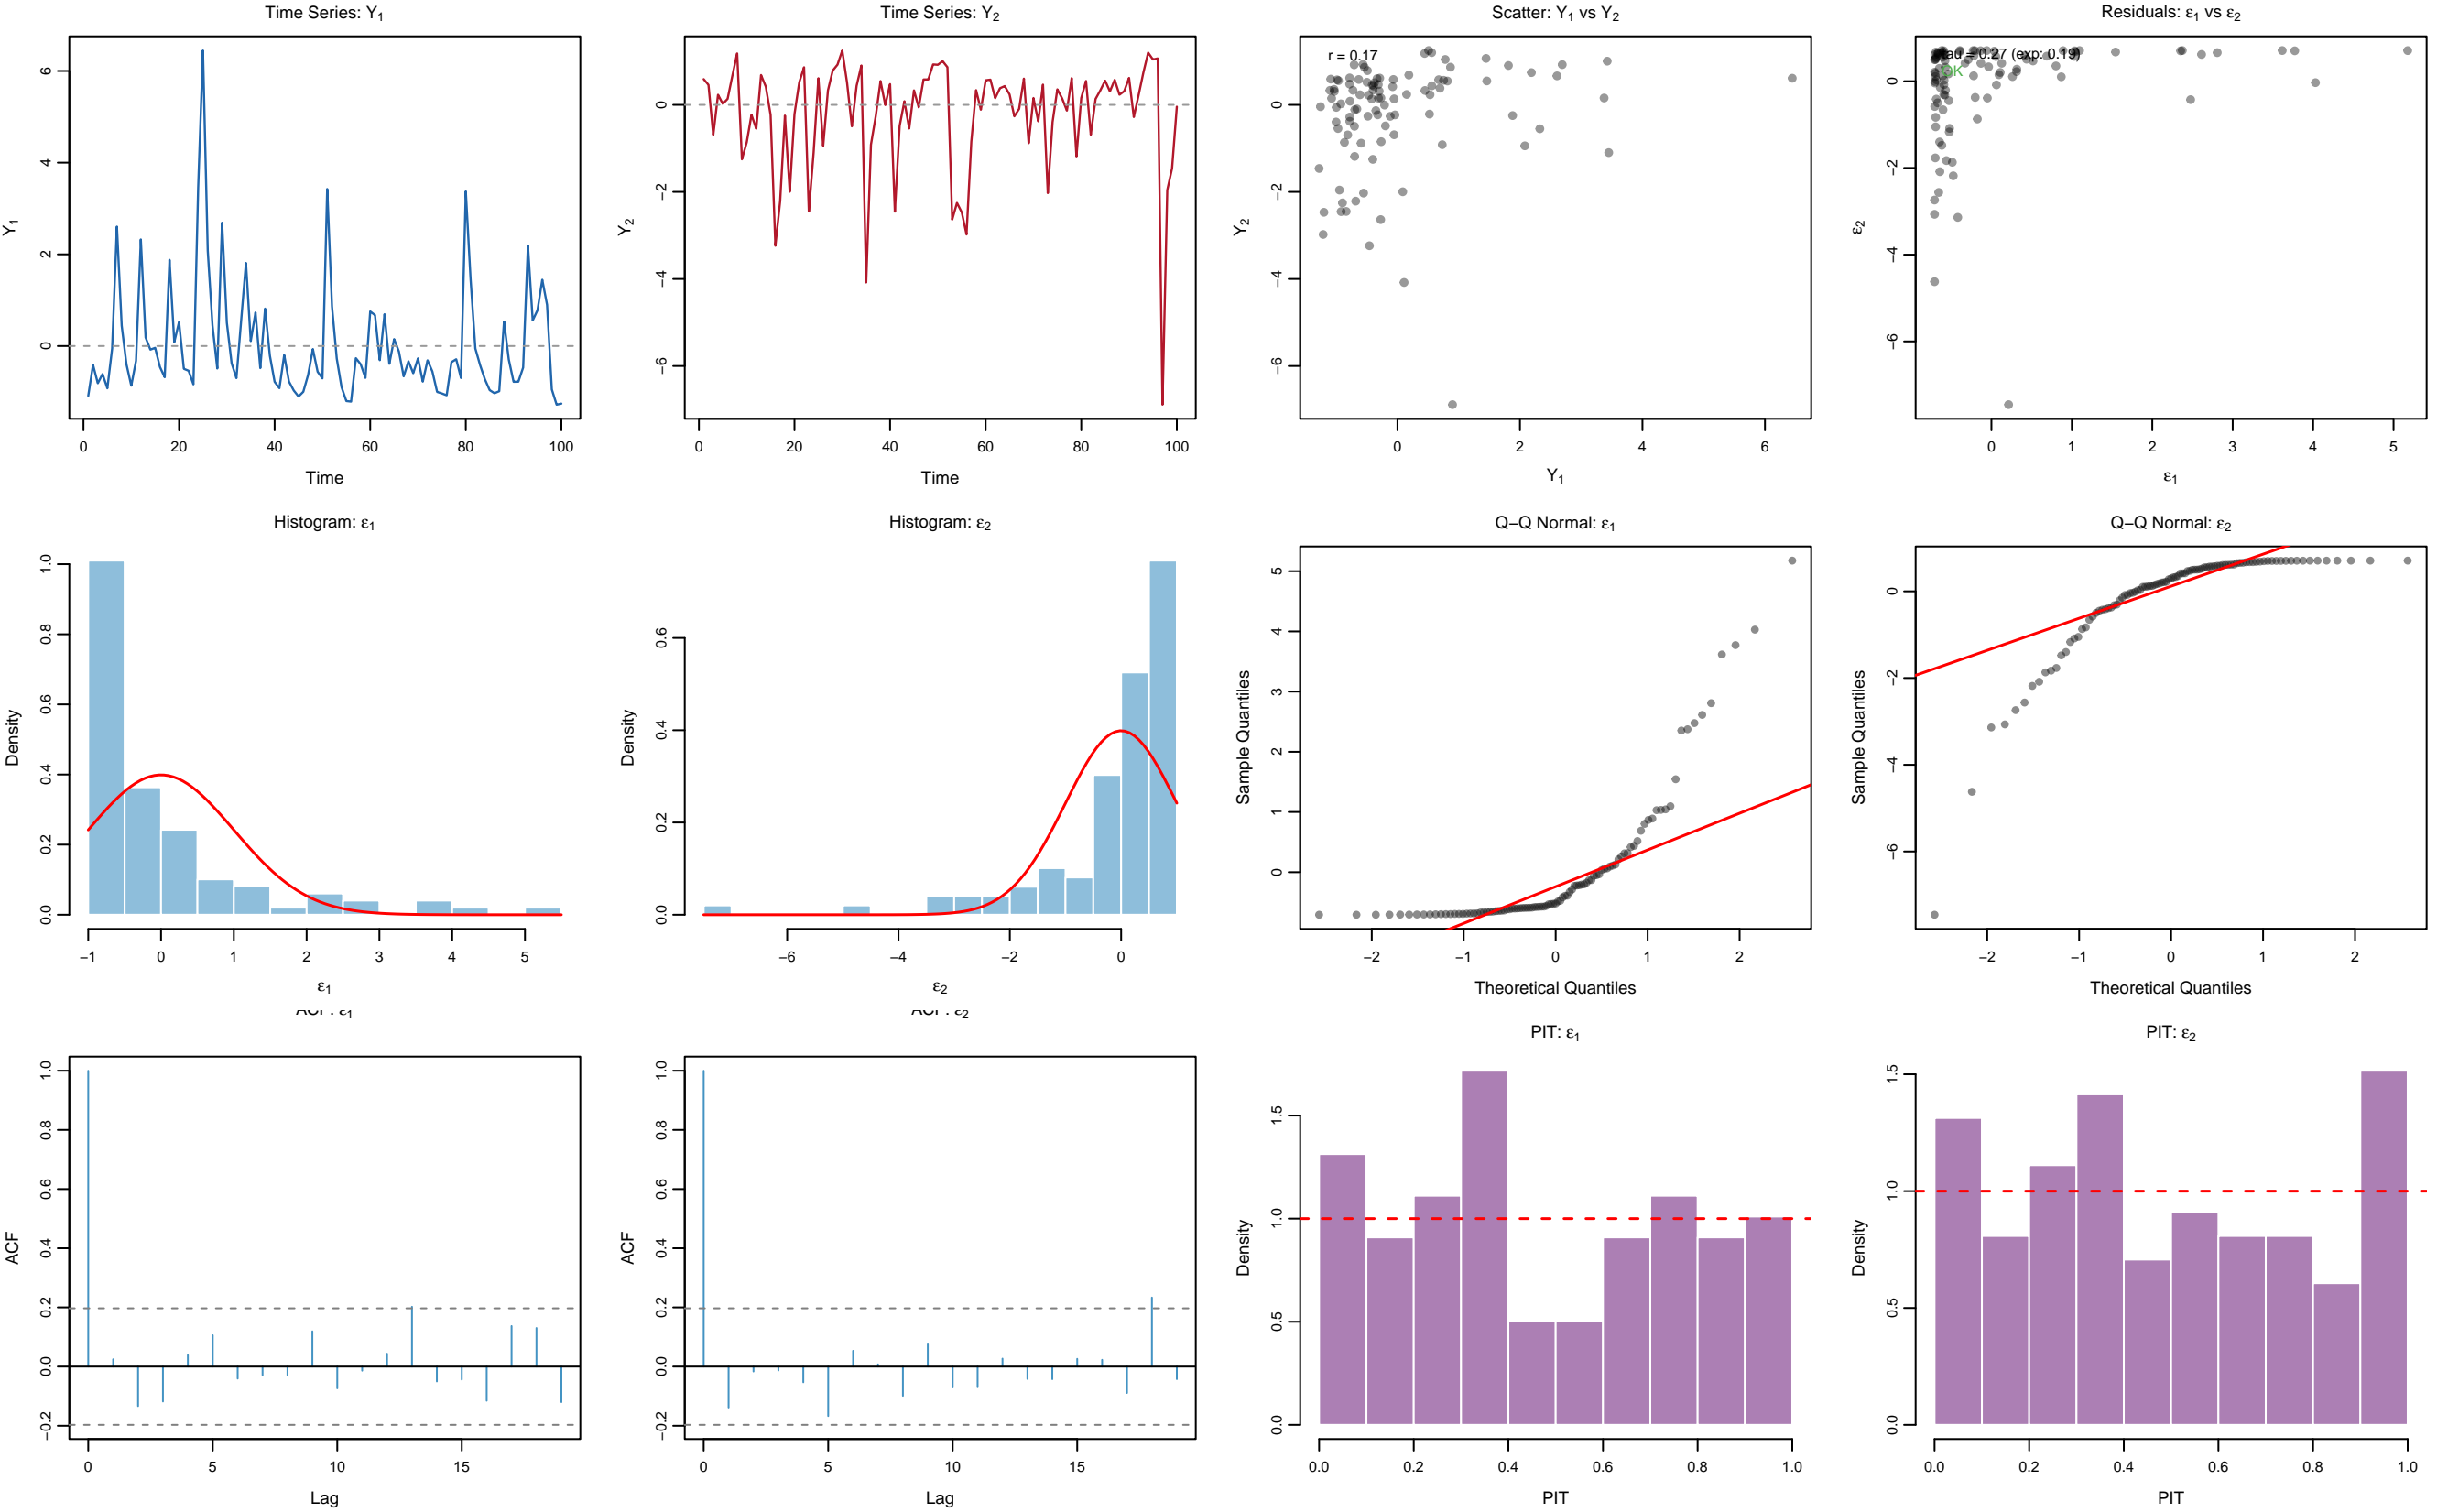 Time Series: Y₁
Y₁
6
4
2
0
0 20 40 60 80 100
Time
Time Series: Y₂
Y₂
0
−2
−4
−6
0 20 40 60 80 100
Time
Scatter: Y₁ vs Y₂
r = 0.17
Y₂
0
−2
−4
−6
0 2 4 6
Y₁
Residuals: ε₁ vs ε₂
tau = 0.27 (exp: 0.19)
OK
ε₂
0
−2
−4
−6
0 1 2 3 4 5
ε₁
Histogram: ε₁
Density
1.0
0.8
0.6
0.4
0.2
0.0
−1 0 1 2 3 4 5
ε₁
Histogram: ε₂
Density
0.6
0.4
0.2
0.0
−6 −4 −2 0
ε₂
Q−Q Normal: ε₁
Sample Quantiles
5
4
3
2
1
0
−2 −1 0 1 2
Theoretical Quantiles
Q−Q Normal: ε₂
Sample Quantiles
0
−2
−4
−6
−2 −1 0 1 2
Theoretical Quantiles
ACF: ε₁
ACF
1.0
0.8
0.6
0.4
0.2
0.0
−0.2
0 5 10 15
Lag
ACF: ε₂
ACF
1.0
0.8
0.6
0.4
0.2
0.0
−0.2
0 5 10 15
Lag
PIT: ε₁
Density
1.5
1.0
0.5
0.0
0.0 0.2 0.4 0.6 0.8 1.0
PIT
PIT: ε₂
Density
1.5
1.0
0.5
0.0
0.0 0.2 0.4 0.6 0.8 1.0
PIT